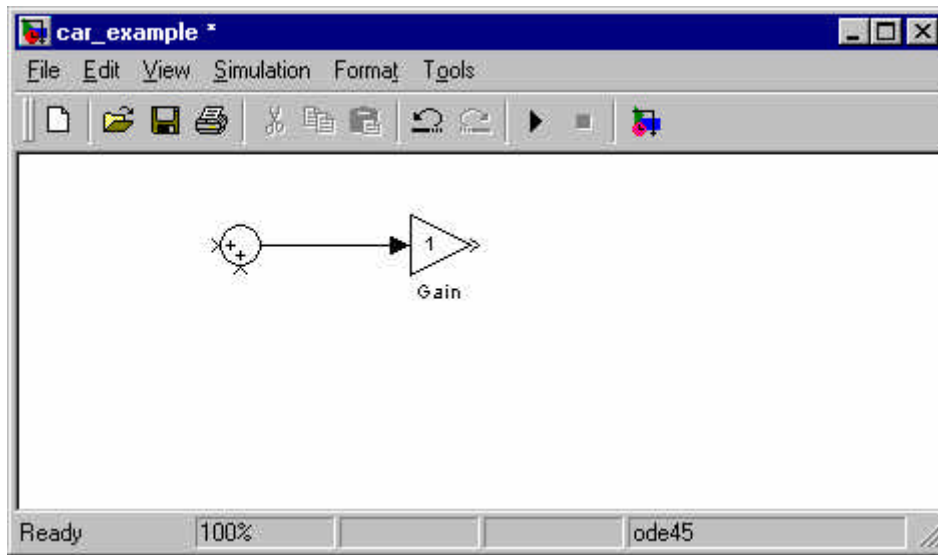 car_example *
File Edit View Simulation Format Tools
+ 1
+
Gain
Ready 100% ode45